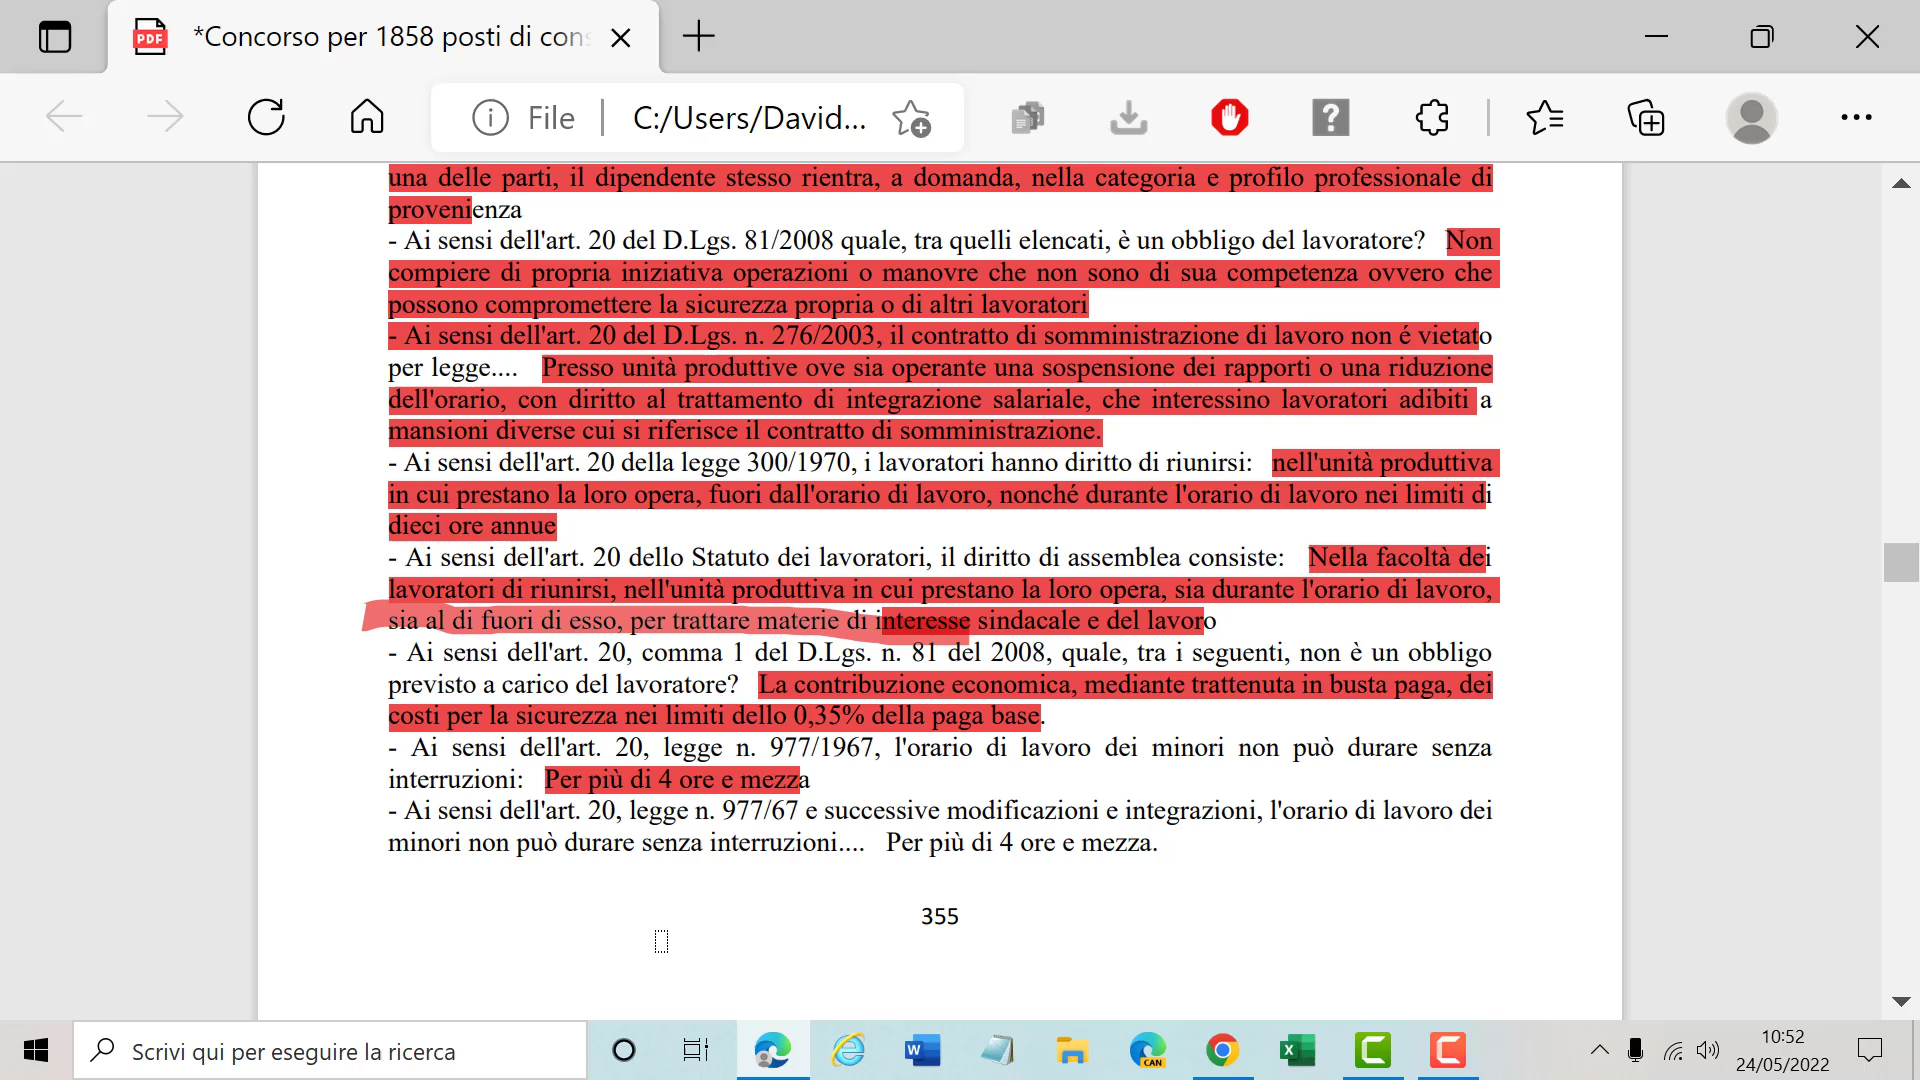 *Concorso per 1858 posti di con
File
C:/Users/David...
una delle parti, il dipendente stesso rientra, a domanda, nella categoria e profilo professionale di
provenienza
- Ai sensi dell'art. 20 del D.Lgs. 81/2008 quale, tra quelli elencati, è un obbligo del lavoratore? Non
compiere di propria iniziativa operazioni o manovre che non sono di sua competenza ovvero che
possono compromettere la sicurezza propria o di altri lavoratori
- Ai sensi dell'art. 20 del D.Lgs. n. 276/2003, il contratto di somministrazione di lavoro non é vietato
per legge.... Presso unità produttive ove sia operante una sospensione dei rapporti o una riduzione
dell'orario, con diritto al trattamento di integrazione salariale, che interessino lavoratori adibiti a
mansioni diverse cui si riferisce il contratto di somministrazione.
- Ai sensi dell'art. 20 della legge 300/1970, i lavoratori hanno diritto di riunirsi: nell'unità produttiva
in cui prestano la loro opera, fuori dall'orario di lavoro, nonché durante l'orario di lavoro nei limiti di
dieci ore annue
- Ai sensi dell'art. 20 dello Statuto dei lavoratori, il diritto di assemblea consiste: Nella facoltà dei
lavoratori di riunirsi, nell'unità produttiva in cui prestano la loro opera, sia durante l'orario di lavoro,
sia al di fuori di esso, per trattare materie di interesse sindacale e del lavoro
- Ai sensi dell'art. 20, comma 1 del D.Lgs. n. 81 del 2008, quale, tra i seguenti, non è un obbligo
previsto a carico del lavoratore? La contribuzione economica, mediante trattenuta in busta paga, dei
costi per la sicurezza nei limiti dello 0,35% della paga base.
- Ai sensi dell'art. 20, legge n. 977/1967, l'orario di lavoro dei minori non può durare senza
interruzioni: Per più di 4 ore e mezza
- Ai sensi dell'art. 20, legge n. 977/67 e successive modificazioni e integrazioni, l'orario di lavoro dei
minori non può durare senza interruzioni.... Per più di 4 ore e mezza.
355
Scrivi qui per eseguire la ricerca
CAN
10:52
24/05/2022